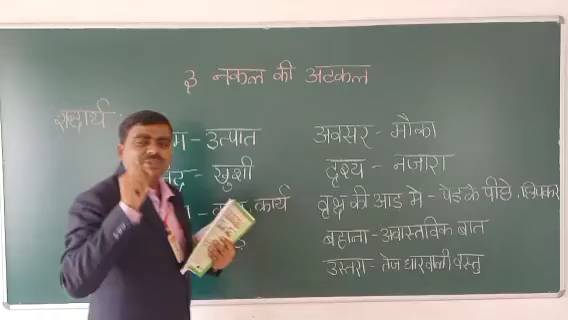 ३ नकल की अटकल
शब्दार्थ
म - उत्पात
द - खुशी
कार्य
अवसर - मौका
दृश्य - नजारा
वृक्ष की आड मे - पेड के पीछे छिपकर
बहाना - अवास्तविक बात
उस्तरा - तेज धारवाली वस्तु